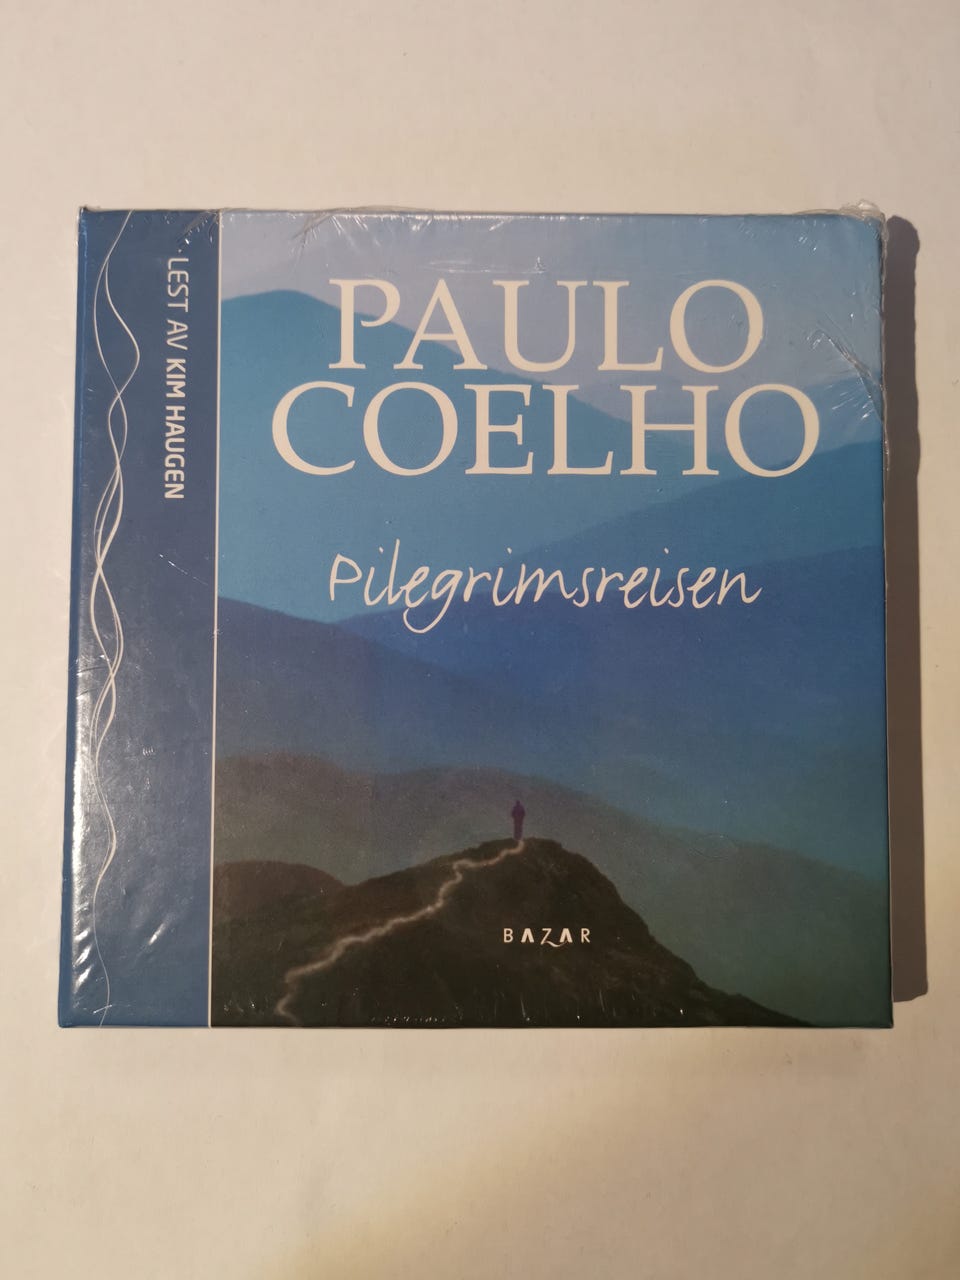 LEST AV KIM HAUGEN
PAULO
COELHO
Pilegrimsreisen
BAZAR